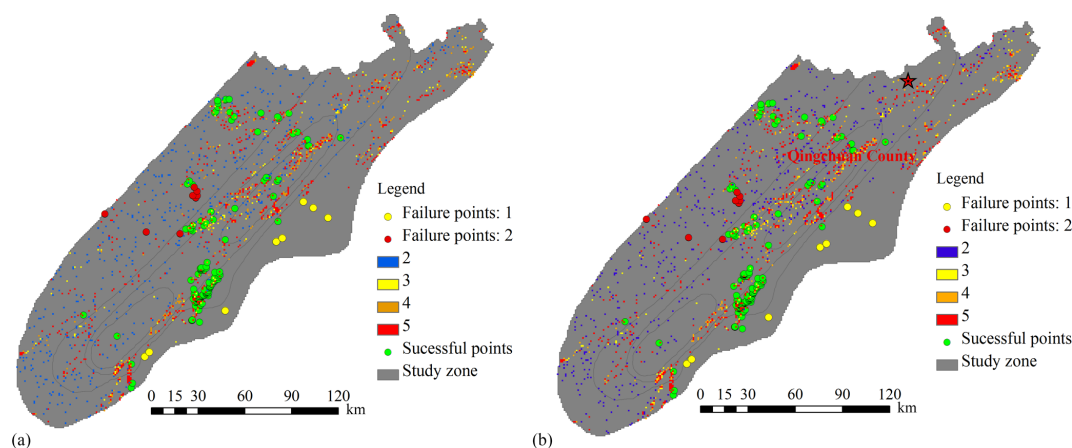 Legend
Failure points: 1
Failure points: 2
2
3
4
5
Sucessful points
Study zone
0 15 30 60 90 120
km
(a)
Qingchuan County
Legend
Failure points: 1
Failure points: 2
2
3
4
5
Sucessful points
Study zone
0 15 30 60 90 120
km
(b)